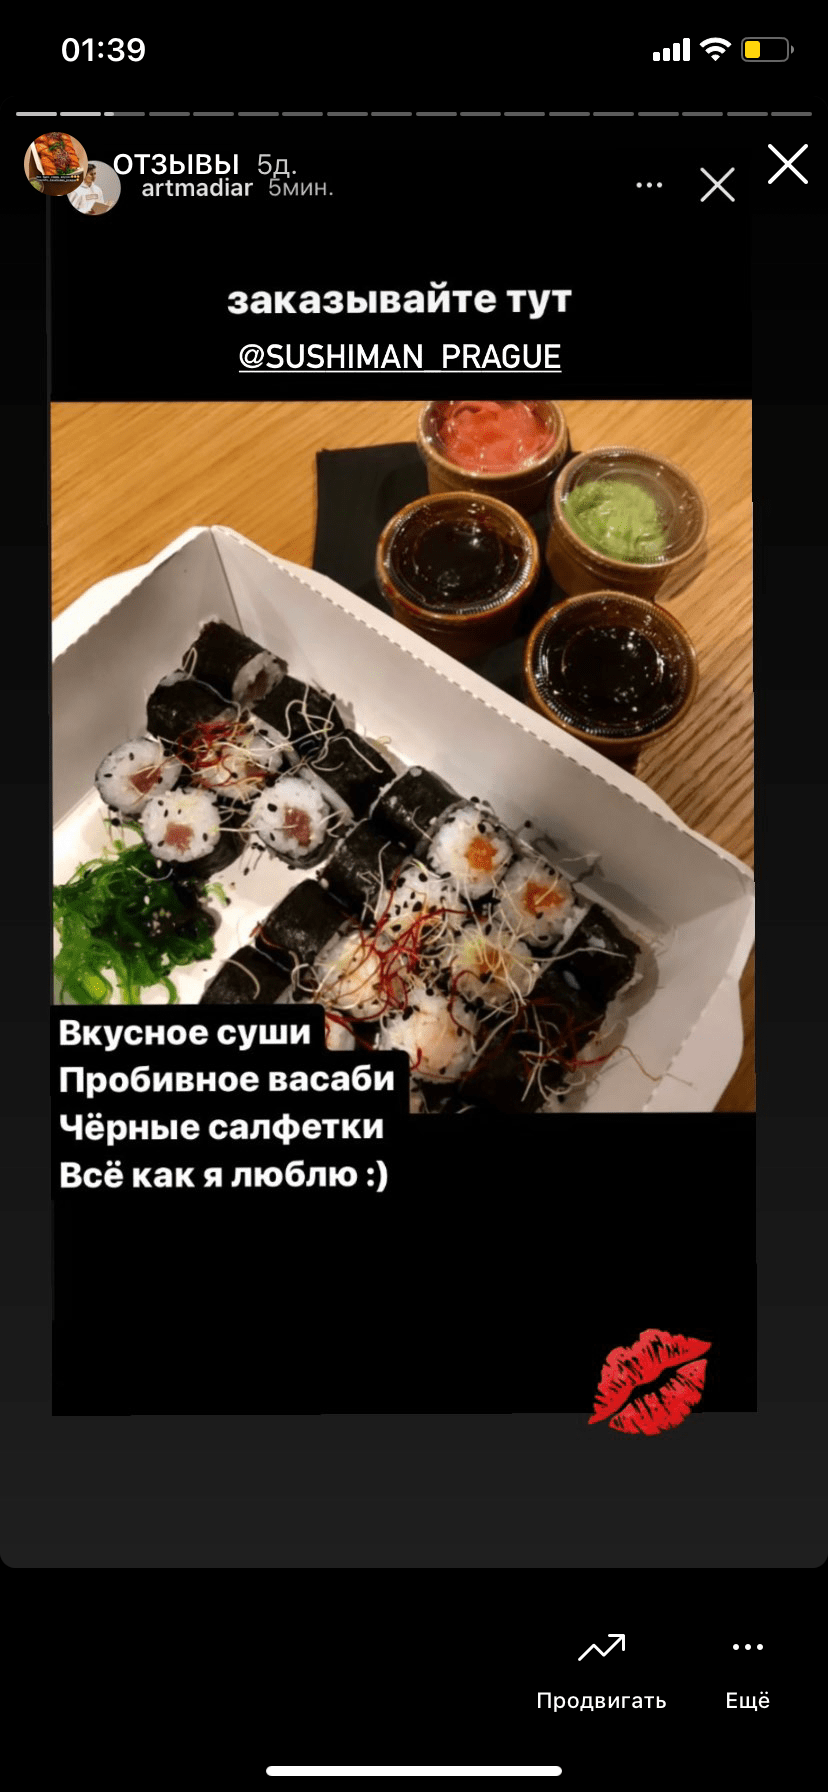 01:39
ОТЗЫВЫ 5д.
artmadiar 5мин.
заказывайте тут
@SUSHIMAN_PRAGUE
Вкусное суши
Пробивное васаби
Чёрные салфетки
Всё как я люблю :)
Продвигать
Ещё